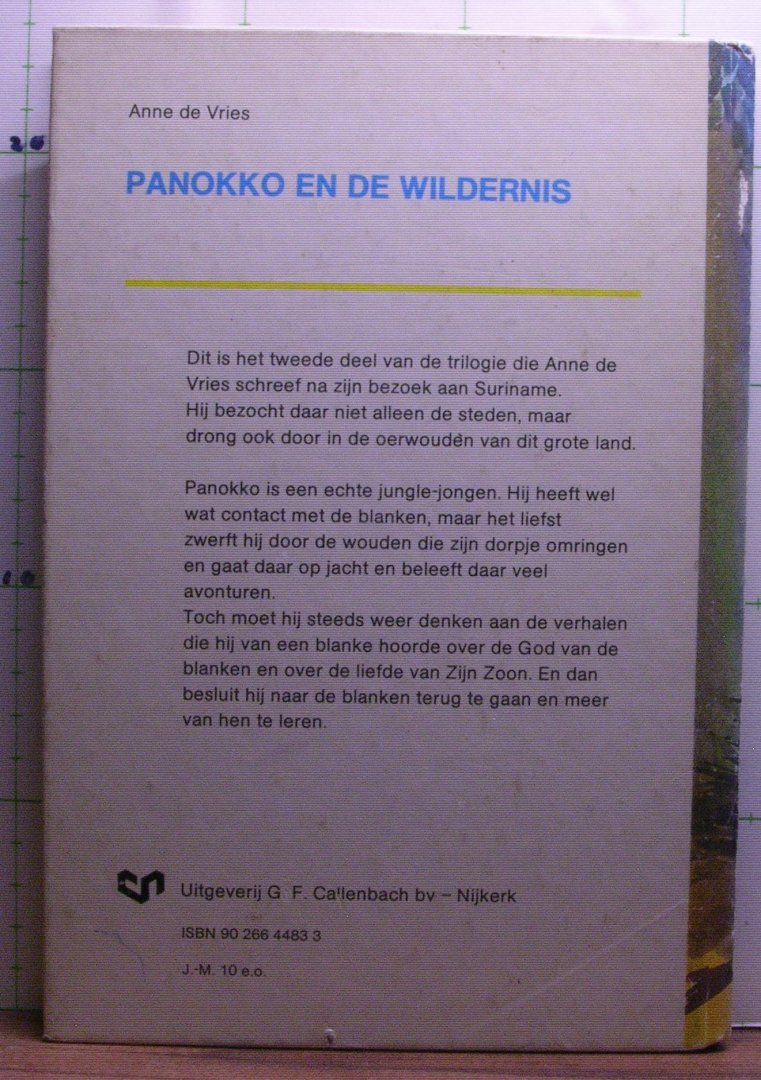 Anne de Vries
PANOKKO EN DE WILDERNIS
Dit is het tweede deel van de trilogie die Anne de
Vries schreef na zijn bezoek aan Suriname.
Hij bezocht daar niet alleen de steden, maar
drong ook door in de oerwouden van dit grote land.
Panokko is een echte jungle-jongen. Hij heeft wel
wat contact met de blanken, maar het liefst
zwerft hij door de wouden die zijn dorpje omringen
en gaat daar op jacht en beleeft daar veel
avonturen.
Toch moet hij steeds weer denken aan de verhalen
die hij van een blanke hoorde over de God van de
blanken en over de liefde van Zijn Zoon. En dan
besluit hij naar de blanken terug te gaan en meer
van hen te leren.
Uitgeverij G F. Callenbach bv – Nijkerk
ISBN 90 266 4483 3
J.-M. 10 e.o.
20
10